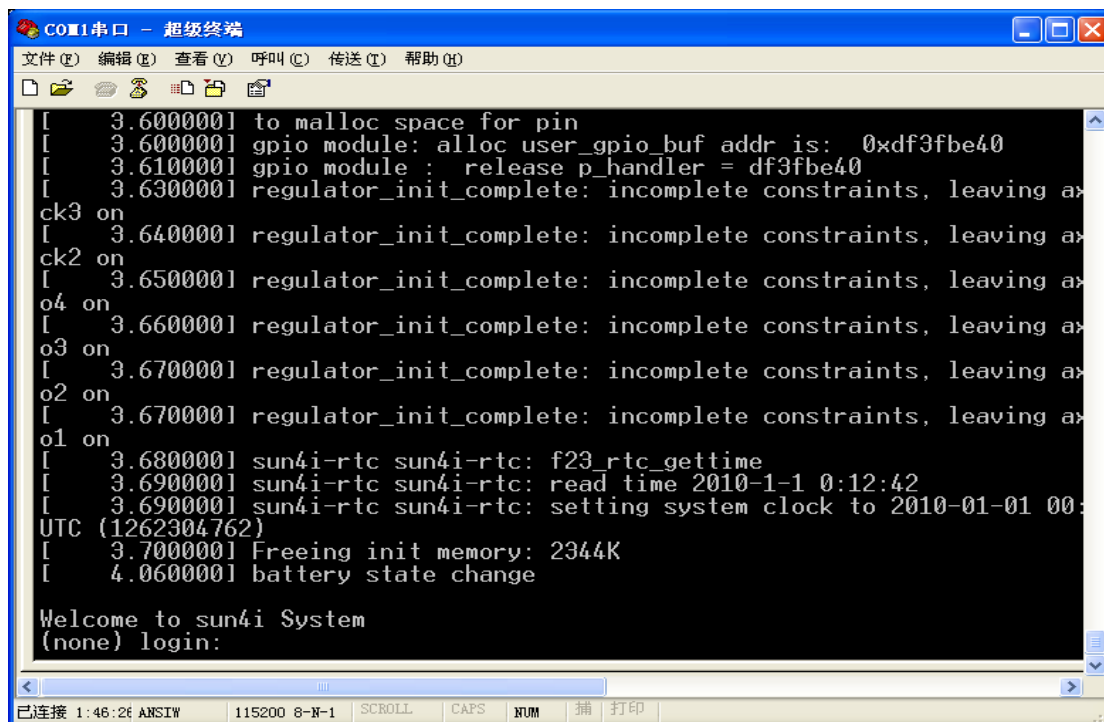 COM1串口 - 超级终端
文件(F) 编辑(E) 查看(V) 呼叫(C) 传送(T) 帮助(H)
[    3.600000] to malloc space for pin
[    3.600000] gpio module: alloc user_gpio_buf addr is:  0xdf3fbe40
[    3.610000] gpio module :  release p_handler = df3fbe40
[    3.630000] regulator_init_complete: incomplete constraints, leaving ax
ck3 on
[    3.640000] regulator_init_complete: incomplete constraints, leaving ax
ck2 on
[    3.650000] regulator_init_complete: incomplete constraints, leaving ax
o4 on
[    3.660000] regulator_init_complete: incomplete constraints, leaving ax
o3 on
[    3.670000] regulator_init_complete: incomplete constraints, leaving ax
o2 on
[    3.670000] regulator_init_complete: incomplete constraints, leaving ax
o1 on
[    3.680000] sun4i-rtc sun4i-rtc: f23_rtc_gettime
[    3.690000] sun4i-rtc sun4i-rtc: read time 2010-1-1 0:12:42
[    3.690000] sun4i-rtc sun4i-rtc: setting system clock to 2010-01-01 00:
UTC (1262304762)
[    3.700000] Freeing init memory: 2344K
[    4.060000] battery state change
Welcome to sun4i System
(none) login:
已连接 1:46:26 ANSIW 115200 8-N-1 SCROLL CAPS NUM 捕 打印